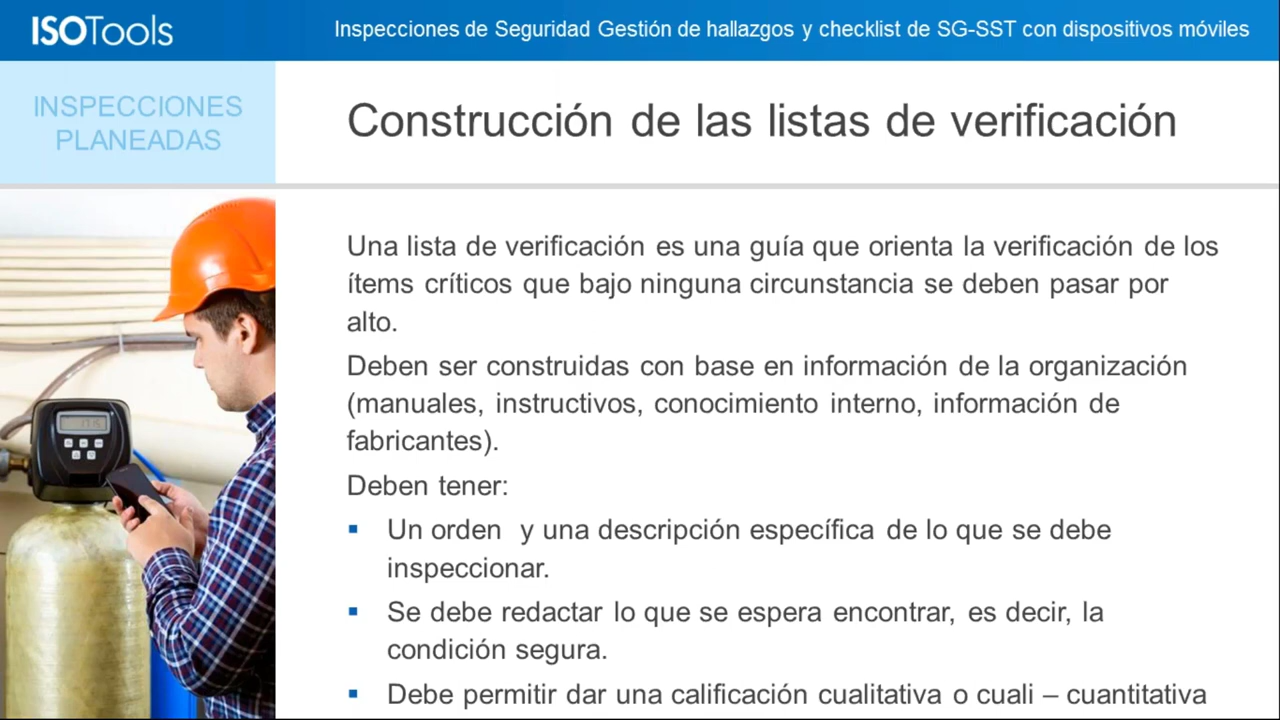 ISOTools
Inspecciones de Seguridad Gestión de hallazgos y checklist de SG-SST con dispositivos móviles
INSPECCIONES
PLANEADAS
Construcción de las listas de verificación
Una lista de verificación es una guía que orienta la verificación de los
ítems críticos que bajo ninguna circunstancia se deben pasar por
alto.
Deben ser construidas con base en información de la organización
(manuales, instructivos, conocimiento interno, información de
fabricantes).
Deben tener:
▪ Un orden y una descripción específica de lo que se debe
inspeccionar.
▪ Se debe redactar lo que se espera encontrar, es decir, la
condición segura.
▪ Debe permitir dar una calificación cualitativa o cuali – cuantitativa